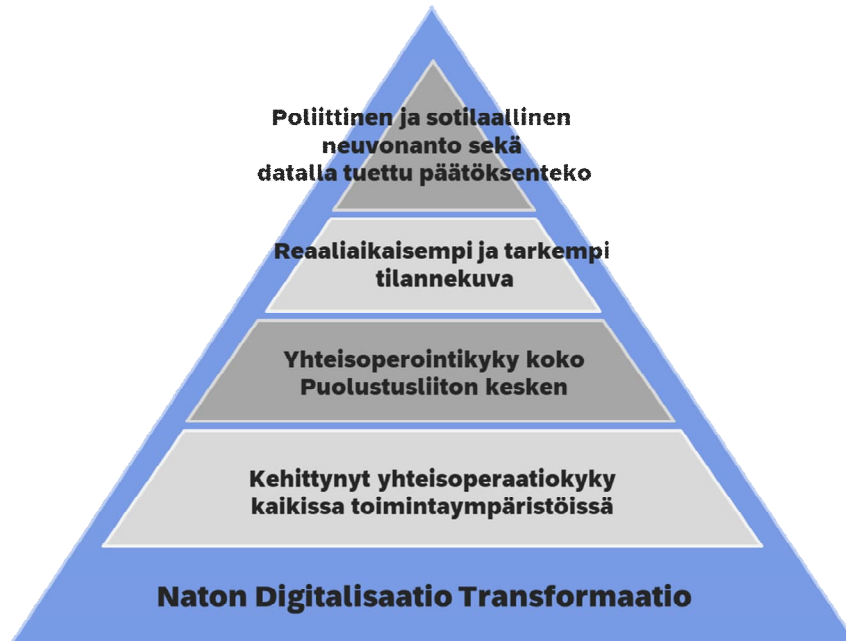 Poliittinen ja sotilaallinen
neuvonanto sekä
datalla tuettu päätöksenteko
Reaaliaikaisempi ja tarkempi
tilannekuva
Yhteisoperointikyky koko
Puolustusliiton kesken
Kehittynyt yhteisoperaatiokyky
kaikissa toimintaympäristöissä
Naton Digitalisaatio Transformaatio